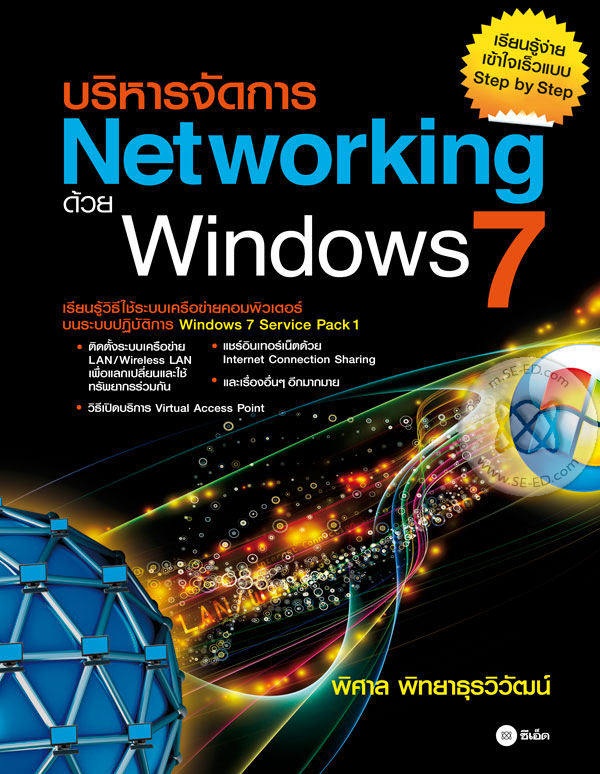 เรียนรู้ง่าย
เข้าใจเร็วแบบ
Step by Step
บริหารจัดการ
Networking
ด้วย
Windows 7
เรียนรู้วิธีใช้ระบบเครือข่ายคอมพิวเตอร์
บนระบบปฏิบัติการ Windows 7 Service Pack 1
• ติดตั้งระบบเครือข่าย
LAN/Wireless LAN
เพื่อแลกเปลี่ยนและใช้
ทรัพยากรร่วมกัน
• วิธีเปิดบริการ Virtual Access Point
• แชร์อินเทอร์เน็ตด้วย
Internet Connection Sharing
• และเรื่องอื่นๆ อีกมากมาย
m.SE-ED.com
www.SE-ED.com
พิศาล พิทยาธุรวิวัฒน์
ซีเอ็ด